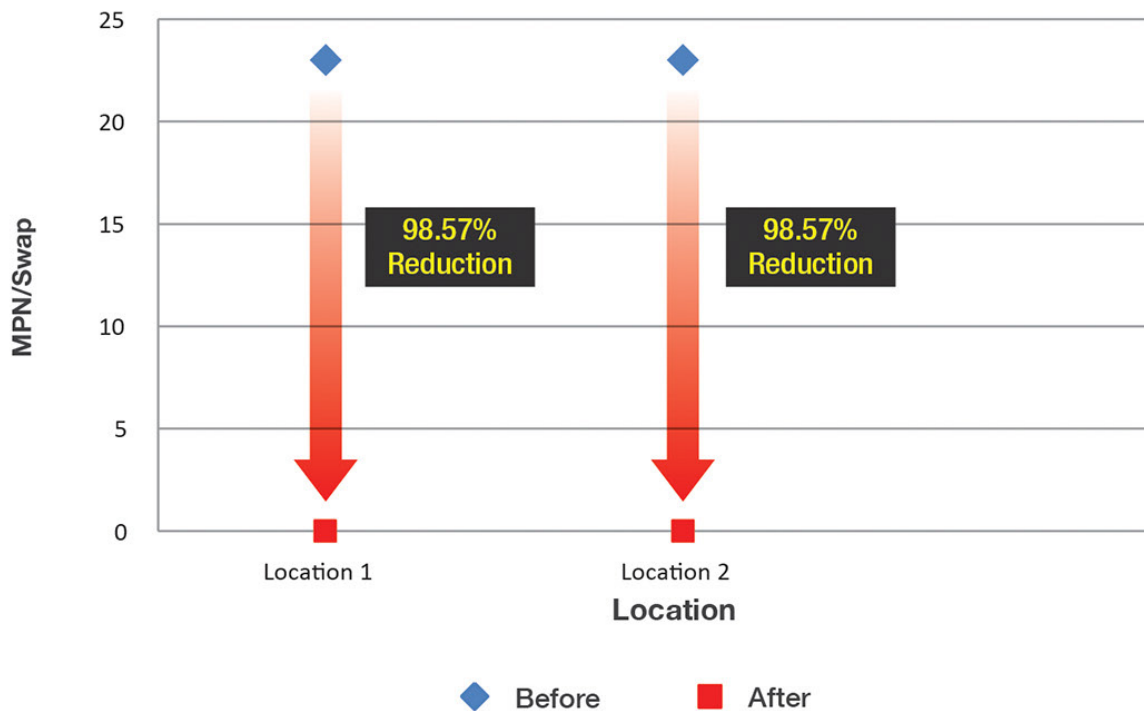 25
20
15
10
5
0
MPN/Swap
98.57%
Reduction
98.57%
Reduction
Location 1
Location 2
Location
Before
After